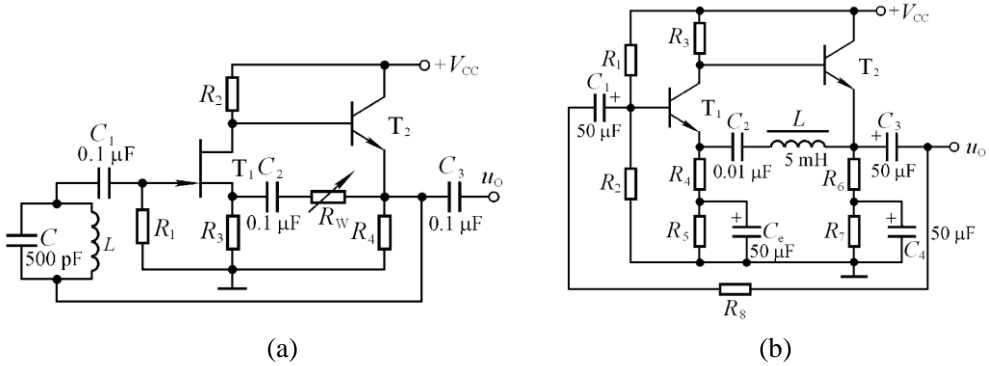 +V_CC
R_2
T_2
C_1
0.1 μF
T_1
C_2
0.1 μF
R_W
C_3
0.1 μF
u_O
C
500 pF
L
R_1
R_3
R_4
(a)
+V_CC
R_1
R_3
T_2
C_1
+
50 μF
T_1
C_2
0.01 μF
L
5 mH
+
C_3
50 μF
u_O
R_2
R_4
R_6
R_5
+
C_e
50 μF
R_7
+
C_4
50 μF
R_8
(b)